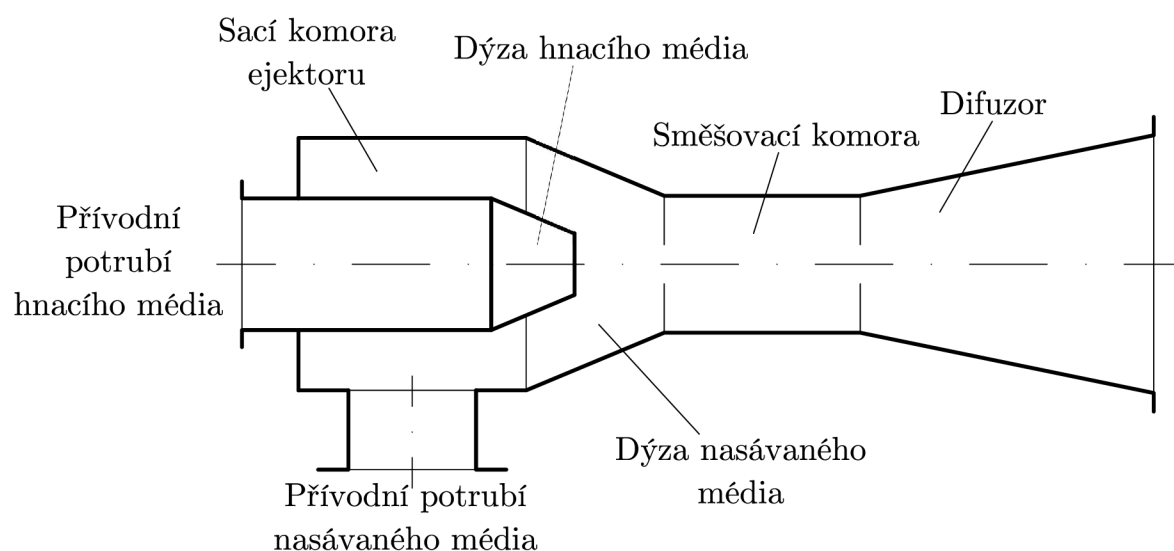 Sací komora
ejektoru
Dýza hnacího média
Difuzor
Směšovací komora
Přívodní
potrubí
hnacího média
Dýza nasávaného
média
Přívodní potrubí
nasávaného média